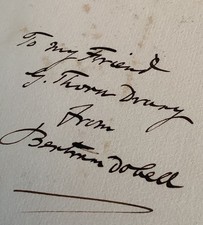 To my Friend
G. Thorn Drury
from
Bertram Dobell